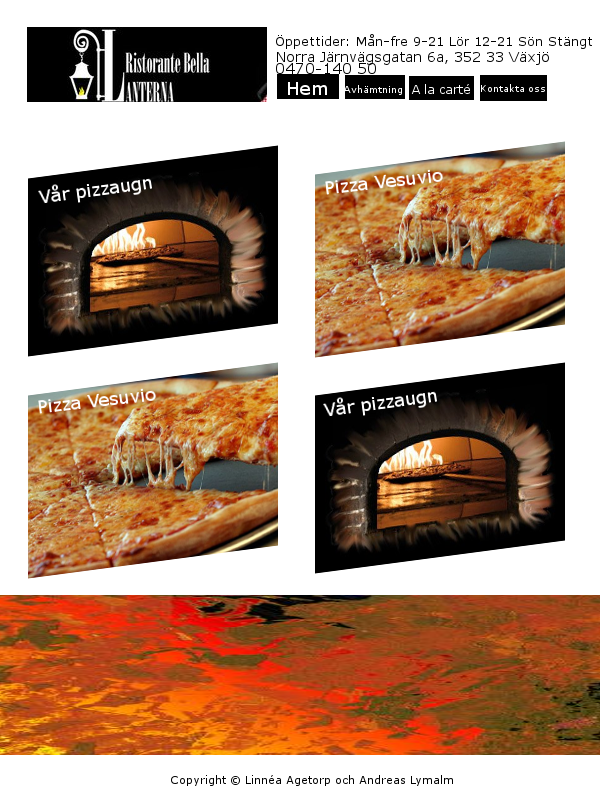 Ristorante Bella
LANTERNA
Öppettider: Mån-fre 9-21 Lör 12-21 Sön Stängt
Norra Järnvägsgatan 6a, 352 33 Växjö
0470-140 50
Hem
Avhämtning
A la carté
Kontakta oss
Vår pizzaugn
Pizza Vesuvio
Pizza Vesuvio
Vår pizzaugn
Copyright © Linnéa Agetorp och Andreas Lymalm